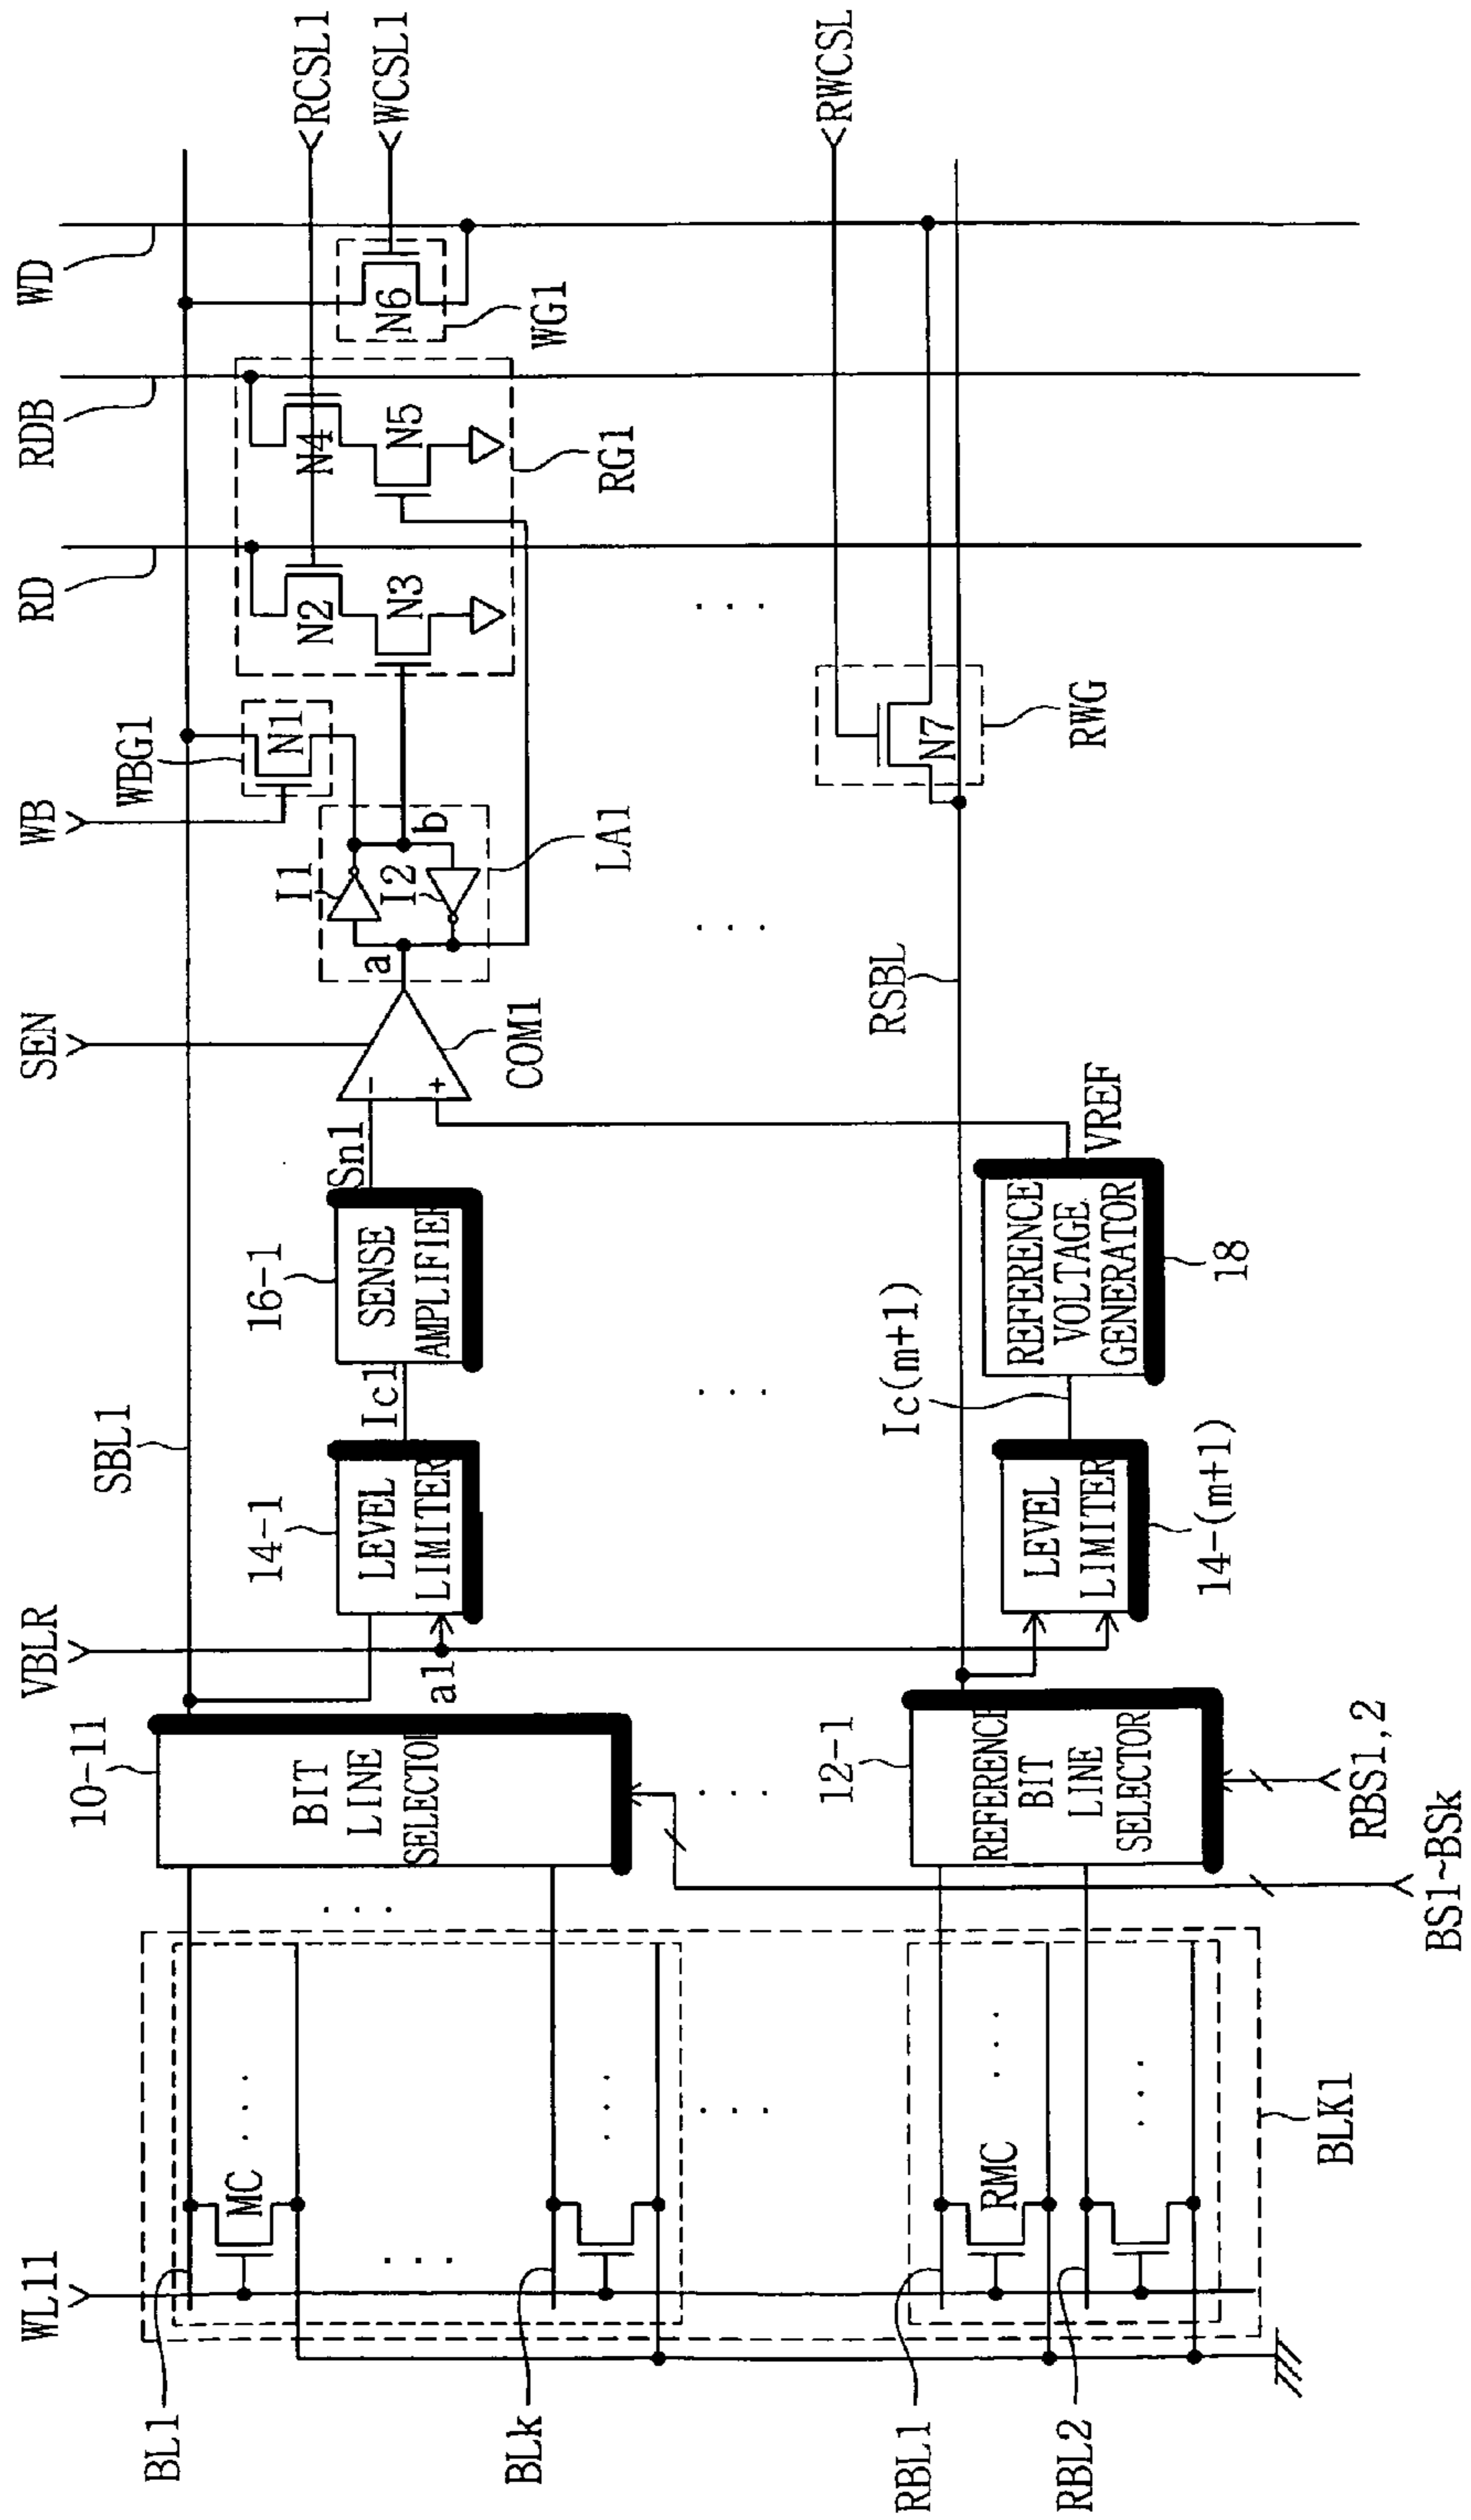 WL11
VBLR
SEN
WB
RD
RDB
WD
BL1
10-11
SBL1
WBG1
RCSL1
WCSL1
MC
BIT
LINE
SELECTOR
14-1
LEVEL
LIMITER
a1
Ic1
16-1
SENSE
AMPLIFIER
Sn1
-
+
COM1
a
I1
I2
b
LA1
N1
N2
N3
N4
N5
RG1
N6
WG1
BLk
RBL1
RMC
RBL2
BLK1
12-1
REFERENCE
BIT
LINE
SELECTOR
RBS1,2
BS1~BSk
LEVEL
LIMITER
14-(m+1)
Ic(m+1)
REFERENCE
VOLTAGE
GENERATOR
18
VREF
RSBL
N7
RWG
RWCSL